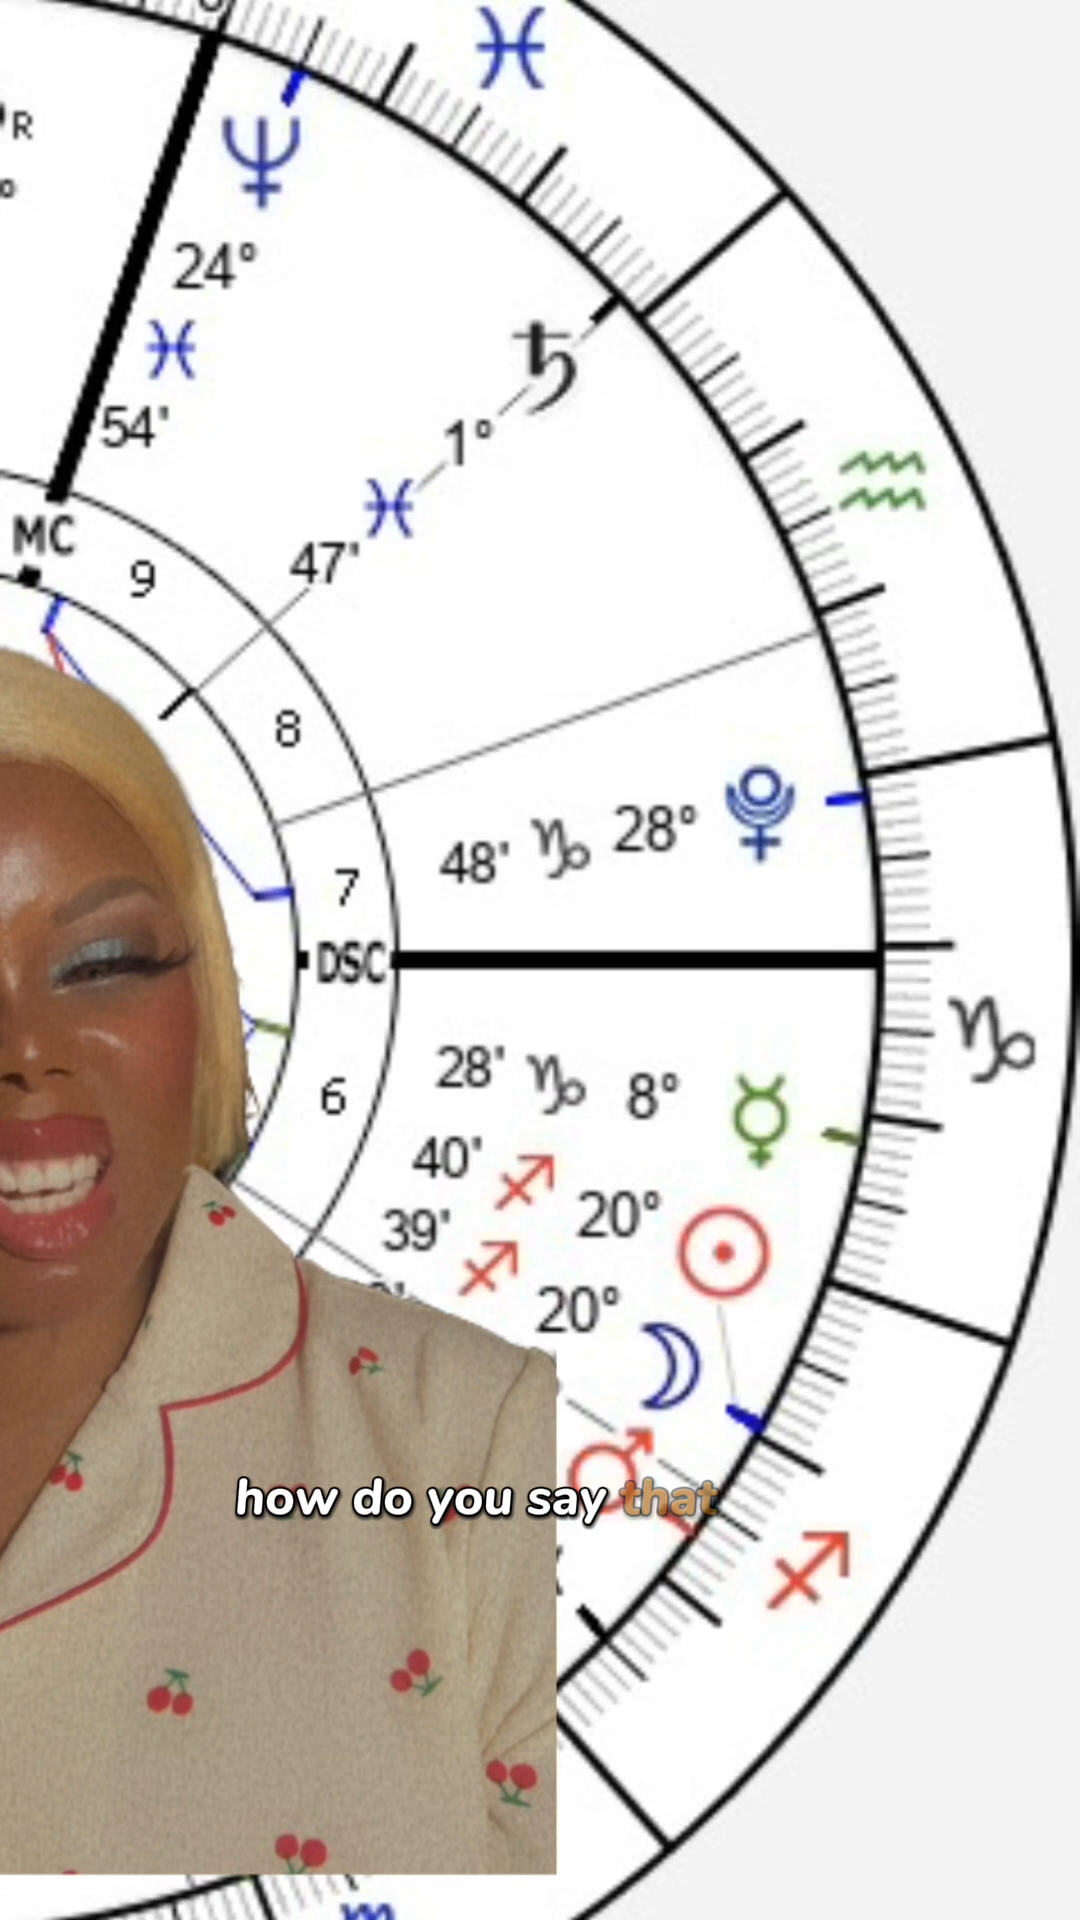 R
24°
♓
54'
MC
9
1°
♓
47'
8
48' ♑ 28°
7
DSC
28' ♑ 8°
6
40' ♐ 20°
39' ♐ 20°
how do you say that